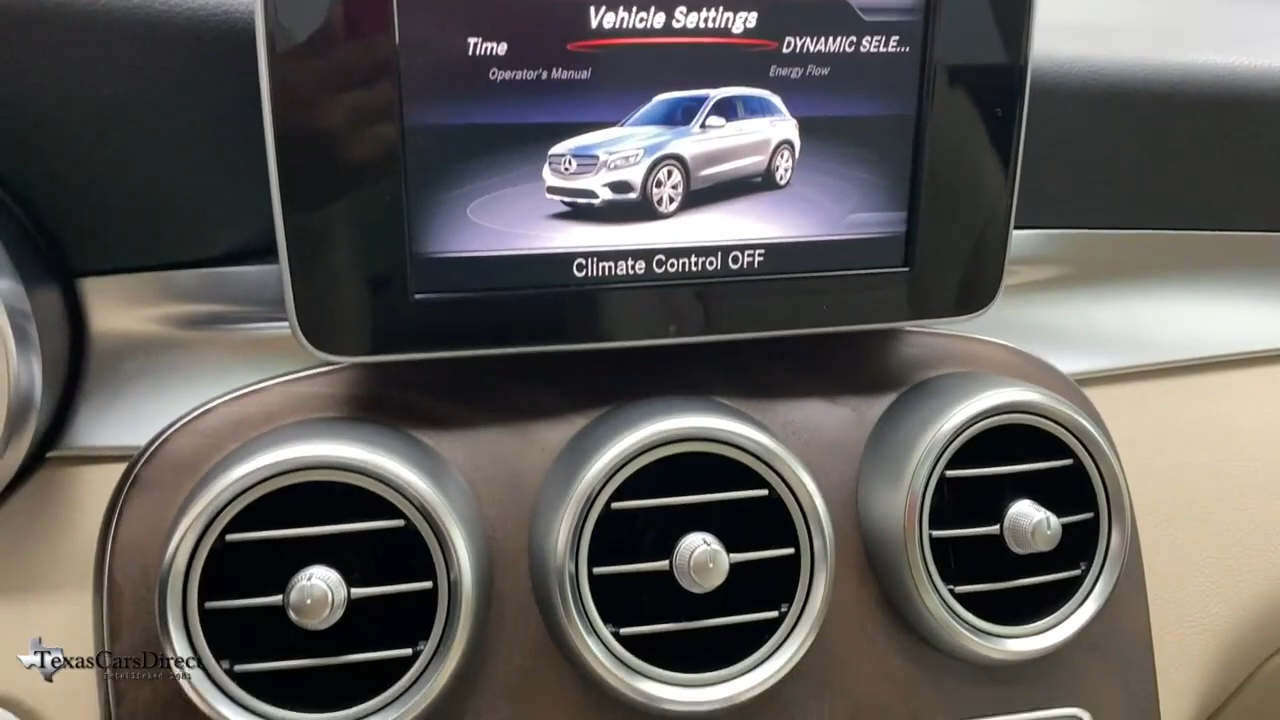 Vehicle Settings
Time
DYNAMIC SELE...
Operator's Manual
Energy Flow
Climate Control OFF
TexasCarsDirect